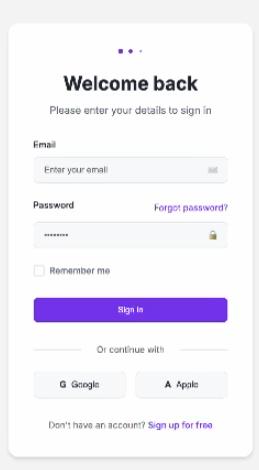 Welcome back
Please enter your details to sign in
Email
Enter your email
Password
Forgot password?
••••••••
Remember me
Sign in
Or continue with
G Google
A Apple
Don't have an account? Sign up for free